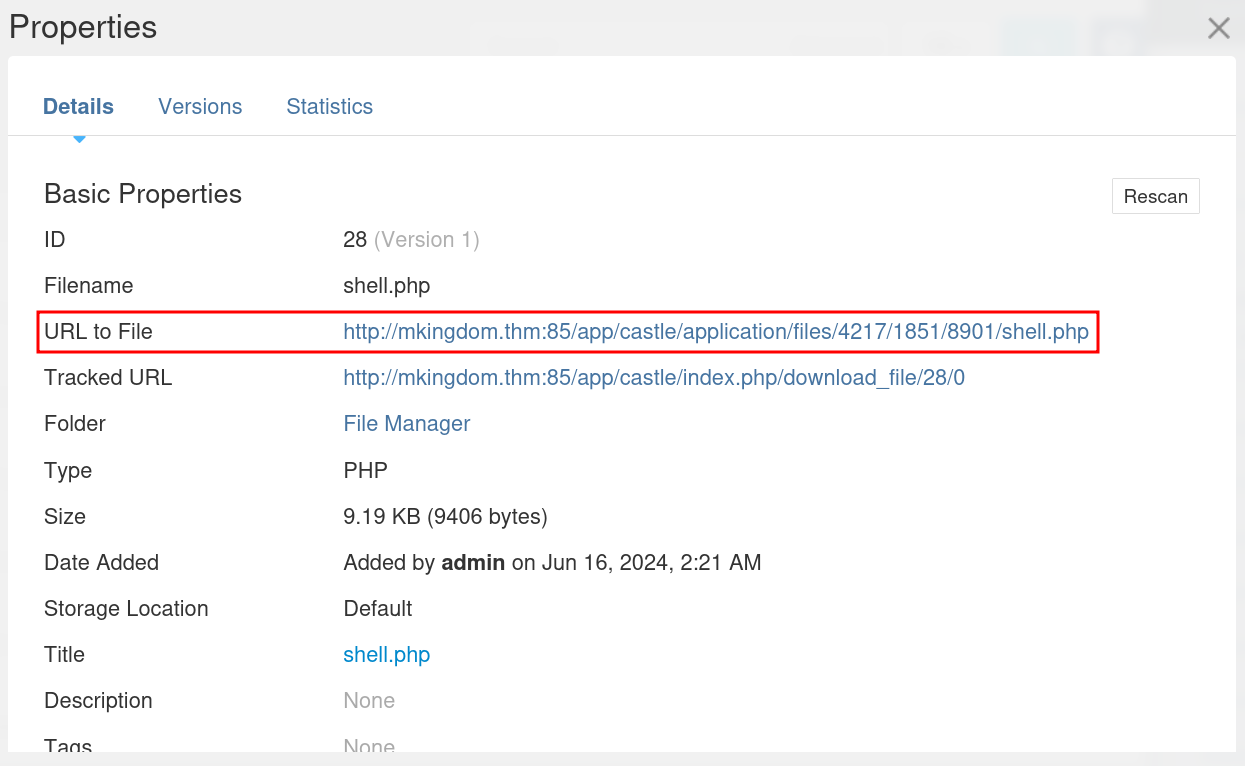 Properties
Details Versions Statistics
Basic Properties
Rescan
ID 28 (Version 1)
Filename shell.php
URL to File http://mkingdom.thm:85/app/castle/application/files/4217/1851/8901/shell.php
Tracked URL http://mkingdom.thm:85/app/castle/index.php/download_file/28/0
Folder File Manager
Type PHP
Size 9.19 KB (9406 bytes)
Date Added Added by admin on Jun 16, 2024, 2:21 AM
Storage Location Default
Title shell.php
Description None
Tags None